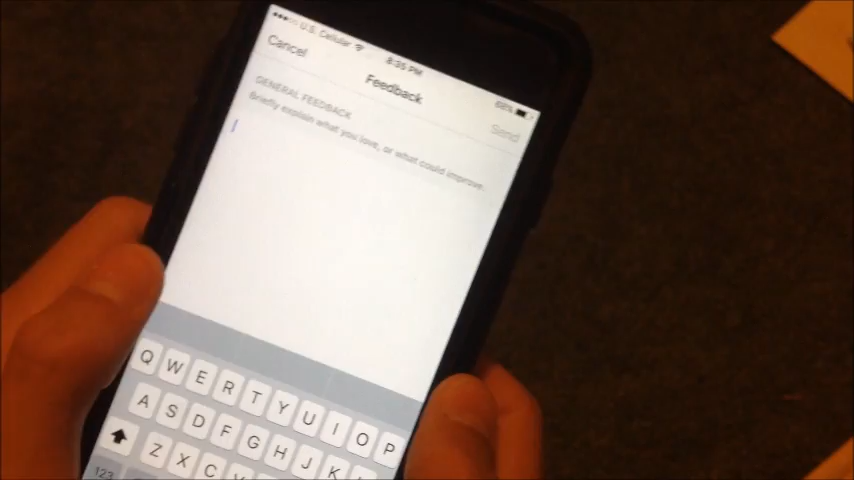 U.S. Cellular 8:35 PM 66%
Cancel Feedback Send
GENERAL FEEDBACK
Briefly explain what you love, or what could improve.
Q W E R T Y U I O P
A S D F G H J K
Z X C V
123